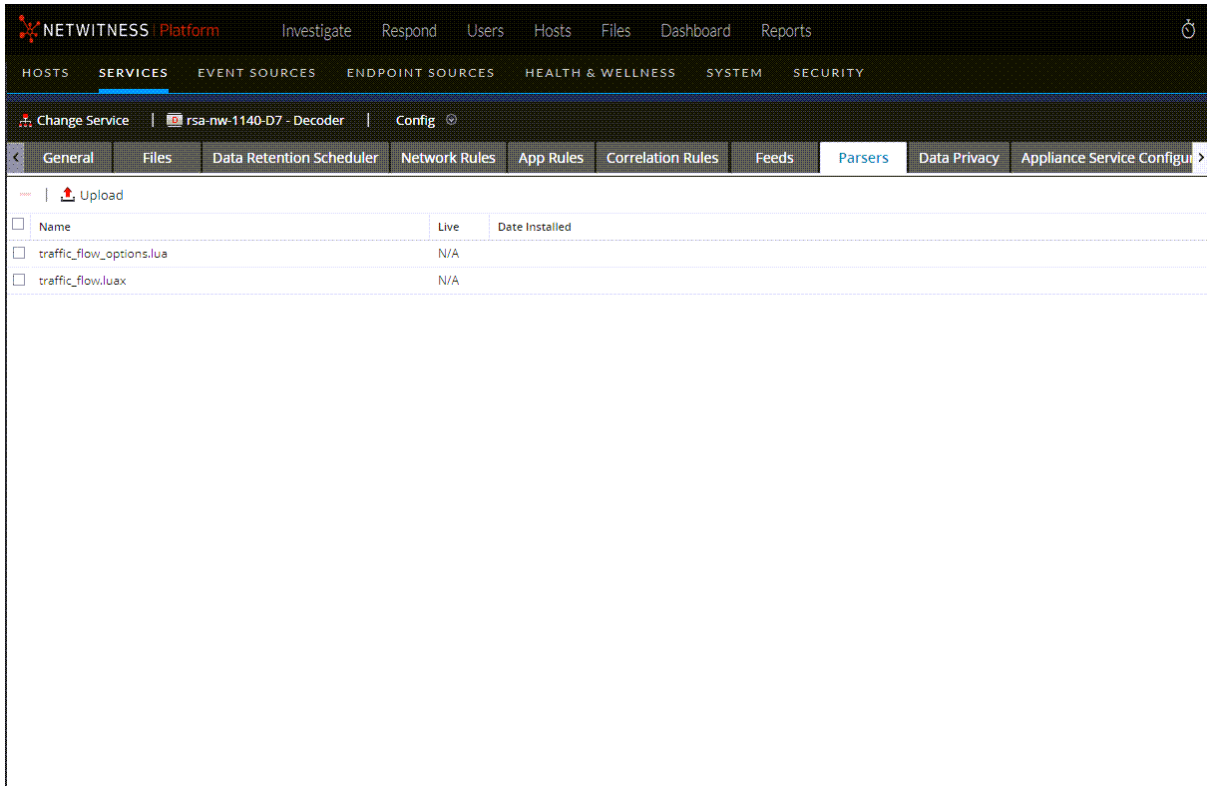 NETWITNESS Platform Investigate Respond Users Hosts Files Dashboard Reports
HOSTS SERVICES EVENT SOURCES ENDPOINT SOURCES HEALTH & WELLNESS SYSTEM SECURITY
Change Service | D rsa-nw-1140-D7 - Decoder | Config
General Files Data Retention Scheduler Network Rules App Rules Correlation Rules Feeds Parsers Data Privacy Appliance Service
| Upload
Name Live Date Installed
traffic_flow_options.lua N/A
traffic_flow.luax N/A